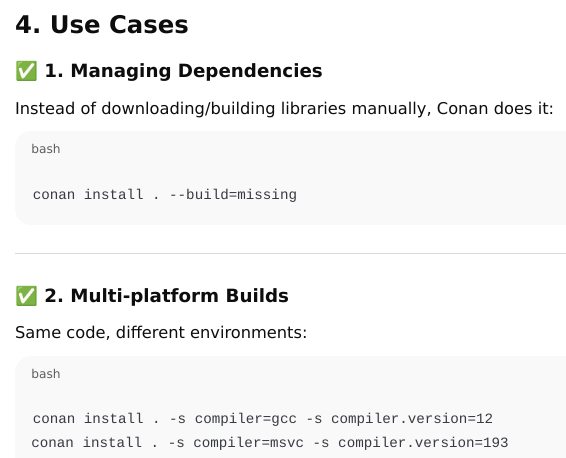 4. Use Cases
✅ 1. Managing Dependencies
Instead of downloading/building libraries manually, Conan does it:
bash
conan install . --build=missing
✅ 2. Multi-platform Builds
Same code, different environments:
bash
conan install . -s compiler=gcc -s compiler.version=12
conan install . -s compiler=msvc -s compiler.version=193